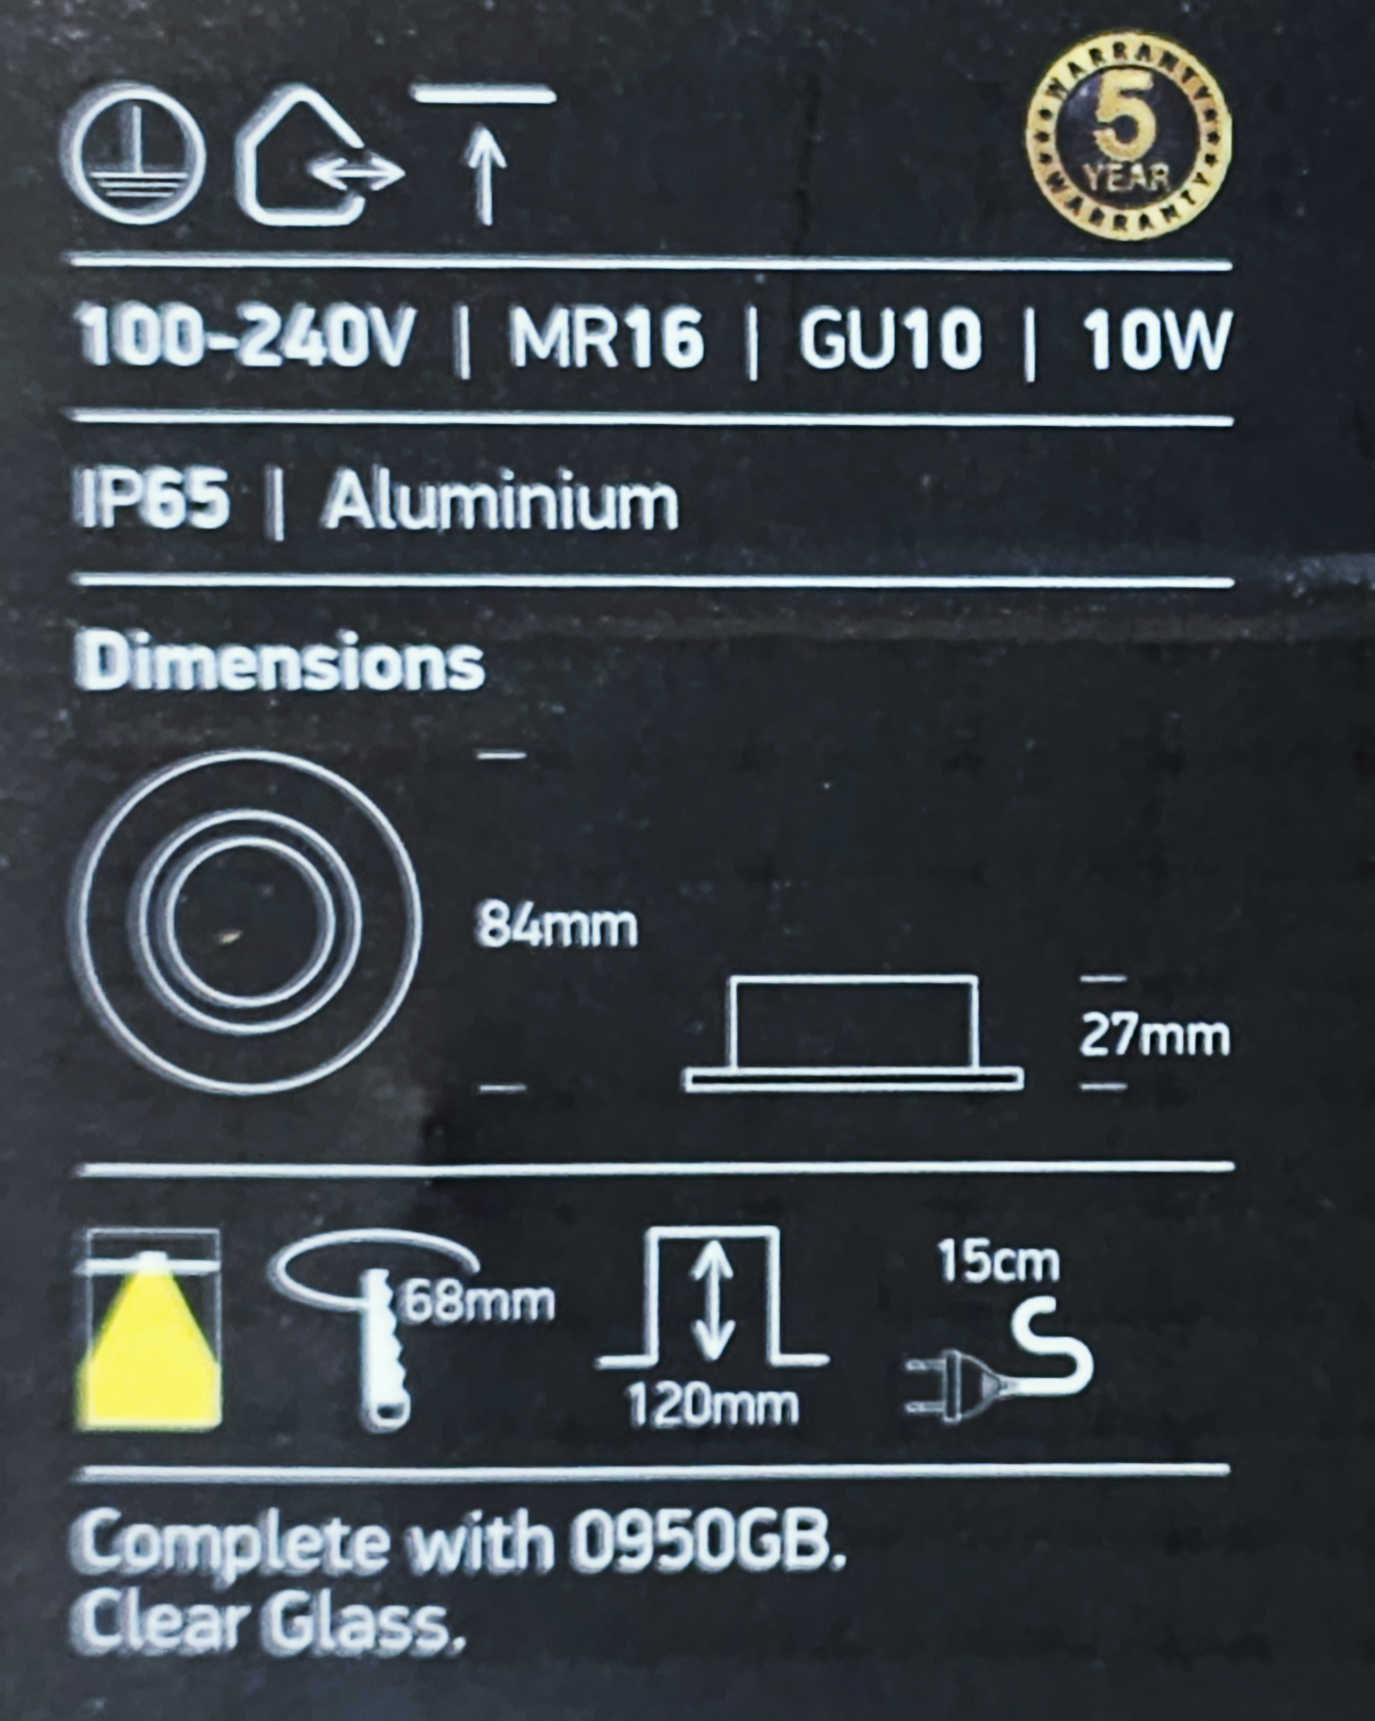 WARRANTY
5
YEAR
WARRANTY
100-240V | MR16 | GU10 | 10W
IP65 | Aluminium
Dimensions
84mm
27mm
68mm
120mm
15cm
Complete with 0950GB.
Clear Glass.